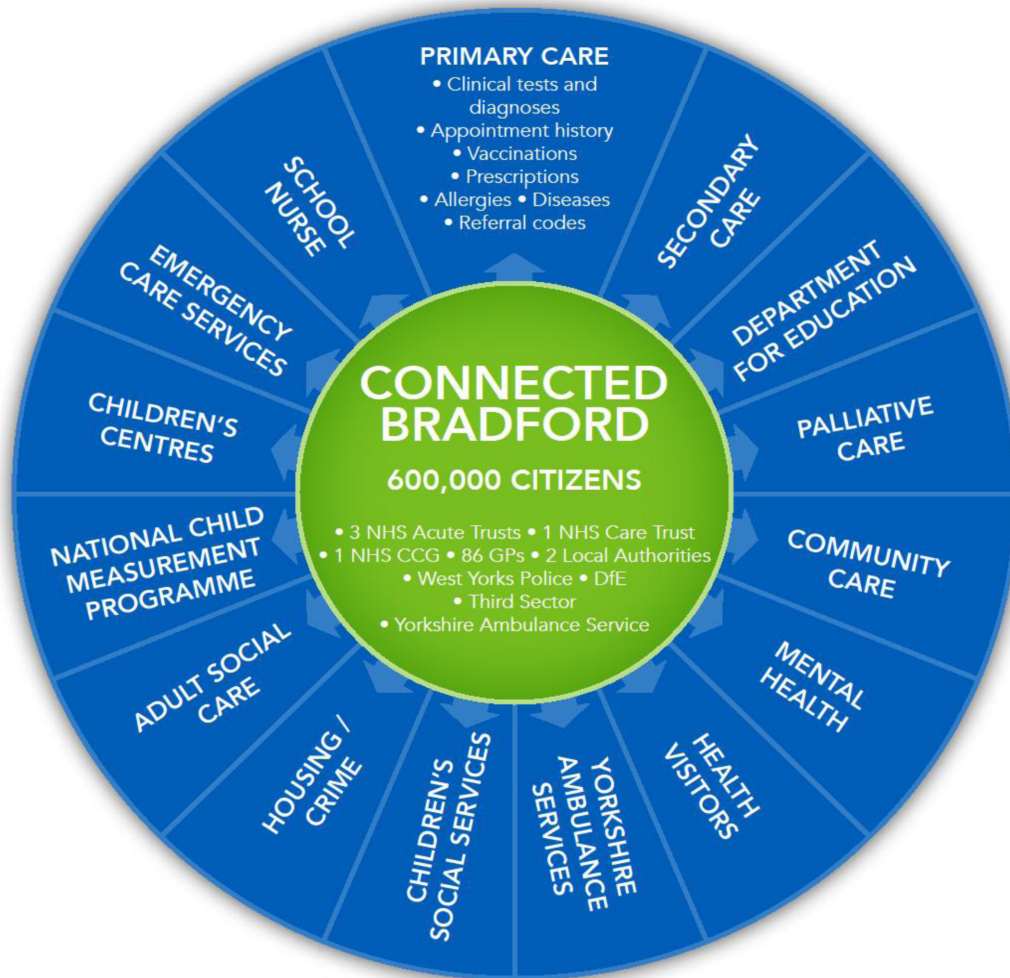 PRIMARY CARE
• Clinical tests and
diagnoses
• Appointment history
• Vaccinations
• Prescriptions
• Allergies • Diseases
• Referral codes
SECONDARY
CARE
DEPARTMENT
FOR EDUCATION
PALLIATIVE
CARE
COMMUNITY
CARE
MENTAL
HEALTH
HEALTH
VISITORS
YORKSHIRE
AMBULANCE
SERVICES
CHILDREN'S
SOCIAL SERVICES
HOUSING /
CRIME
ADULT SOCIAL
CARE
NATIONAL CHILD
MEASUREMENT
PROGRAMME
CHILDREN'S
CENTRES
EMERGENCY
CARE SERVICES
SCHOOL
NURSE
CONNECTED
BRADFORD
600,000 CITIZENS
• 3 NHS Acute Trusts • 1 NHS Care Trust
• 1 NHS CCG • 86 GPs • 2 Local Authorities
• West Yorks Police • DfE
• Third Sector
• Yorkshire Ambulance Service